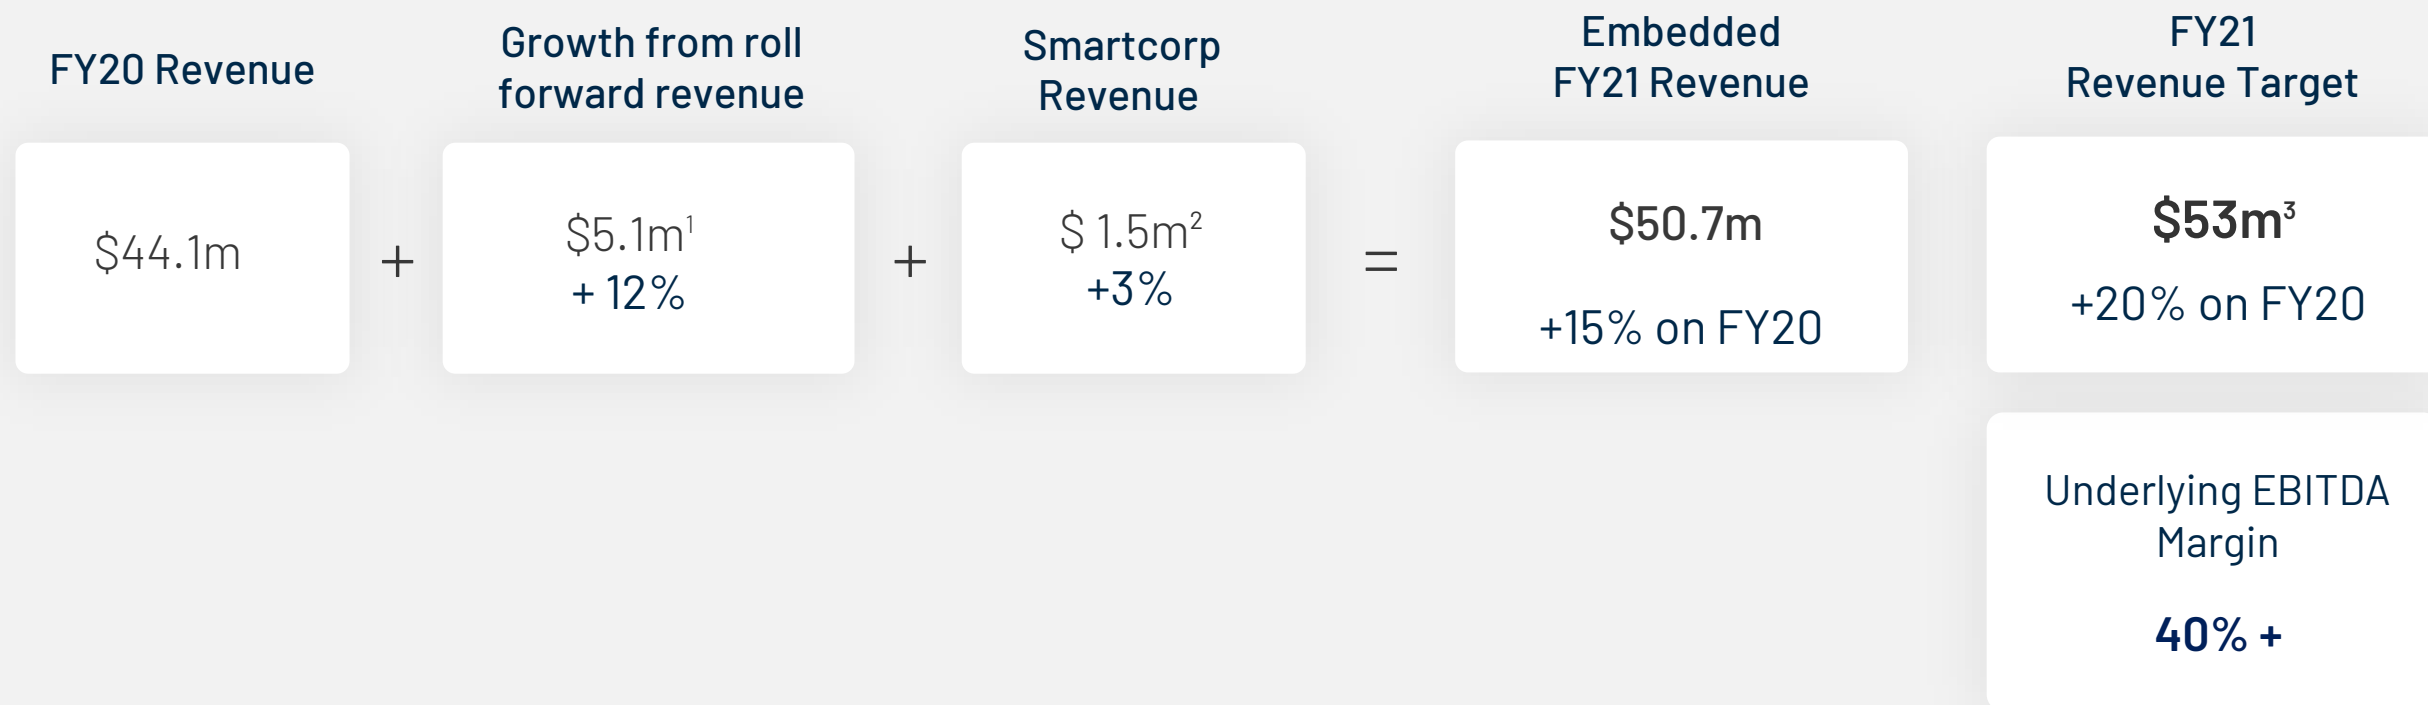 FY20 Revenue
$44.1m
+
Growth from roll
forward revenue
$5.1m¹
+ 12%
+
Smartcorp
Revenue
$ 1.5m²
+3%
=
Embedded
FY21 Revenue
$50.7m
+15% on FY20
FY21
Revenue Target
$53m³
+20% on FY20
Underlying EBITDA
Margin
40% +